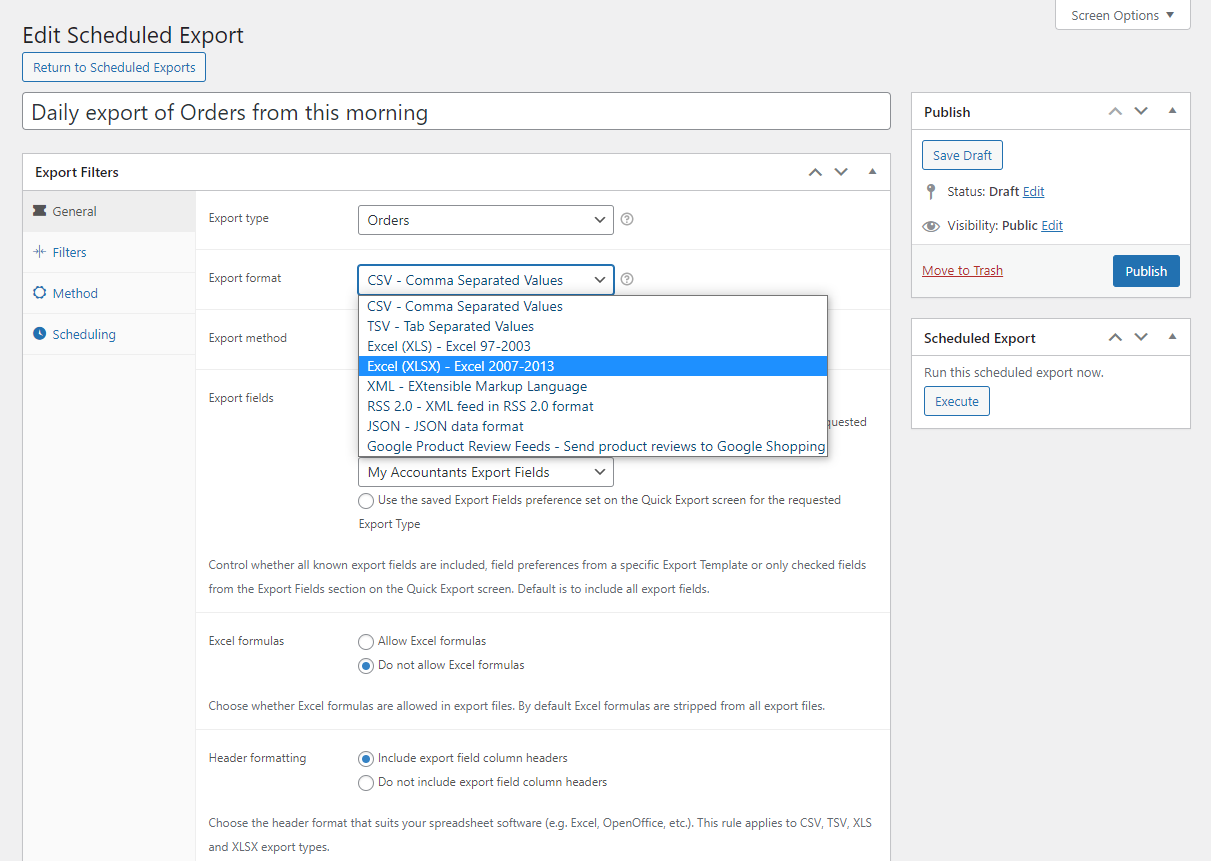 Screen Options
Edit Scheduled Export
Return to Scheduled Exports
Daily export of Orders from this morning
Export Filters
General
Filters
Method
Scheduling
Export type
Orders
Export format
CSV - Comma Separated Values
CSV - Comma Separated Values
TSV - Tab Separated Values
Excel (XLS) - Excel 97-2003
Excel (XLSX) - Excel 2007-2013
XML - EXtensible Markup Language
RSS 2.0 - XML feed in RSS 2.0 format
JSON - JSON data format
Google Product Review Feeds - Send product reviews to Google Shopping
Export method
Export fields
My Accountants Export Fields
Use the saved Export Fields preference set on the Quick Export screen for the requested
Export Type
Control whether all known export fields are included, field preferences from a specific Export Template or only checked fields
from the Export Fields section on the Quick Export screen. Default is to include all export fields.
Excel formulas
Allow Excel formulas
Do not allow Excel formulas
Choose whether Excel formulas are allowed in export files. By default Excel formulas are stripped from all export files.
Header formatting
Include export field column headers
Do not include export field column headers
Choose the header format that suits your spreadsheet software (e.g. Excel, OpenOffice, etc.). This rule applies to CSV, TSV, XLS
and XLSX export types.
Publish
Save Draft
Status: Draft Edit
Visibility: Public Edit
Move to Trash
Publish
Scheduled Export
Run this scheduled export now.
Execute